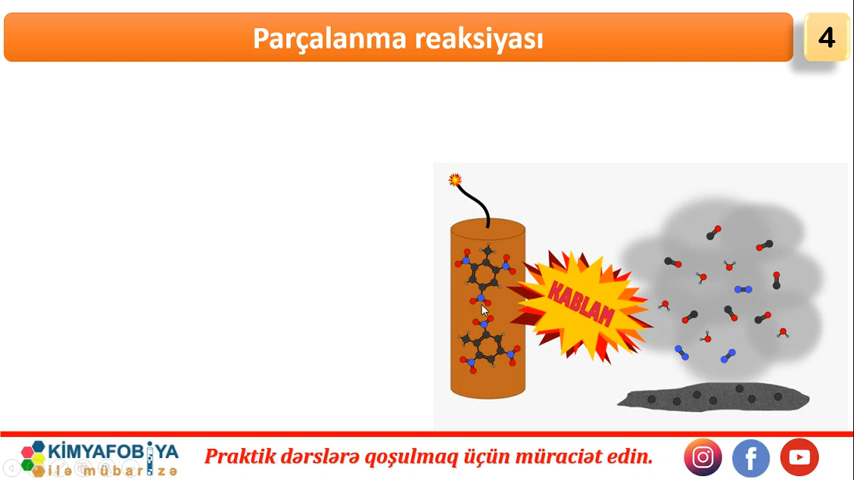 Parçalanma reaksiyası
4
KABLAM
KİMYAFOBİYA
ilə mübarizə
Praktik dərslərə qoşulmaq üçün müraciət edin.